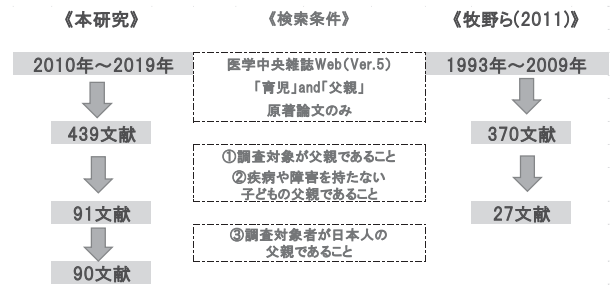 《本研究》
《検索条件》
《牧野ら(2011)》
2010年～2019年
医学中央雑誌Web(Ver.5)
「育児」and「父親」
原著論文のみ
1993年～2009年
439文献
370文献
①調査対象が父親であること
②疾病や障害を持たない
子どもの父親であること
91文献
27文献
③調査対象者が日本人の
父親であること
90文献